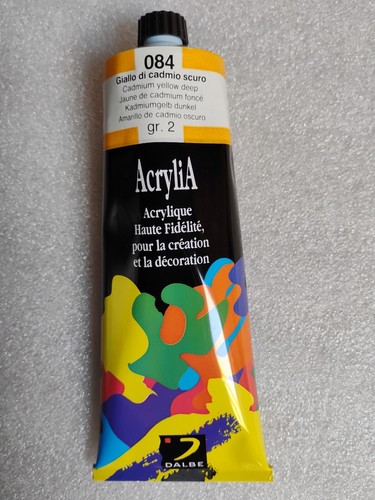 084
Giallo di cadmio scuro
Cadmium yellow deep
Jaune de cadmium foncé
Kadmiumgelb dunkel
Amarillo de cadmio oscuro
gr. 2
AcryliA
Acrylique
Haute Fidélité,
pour la création
et la décoration
DALBE